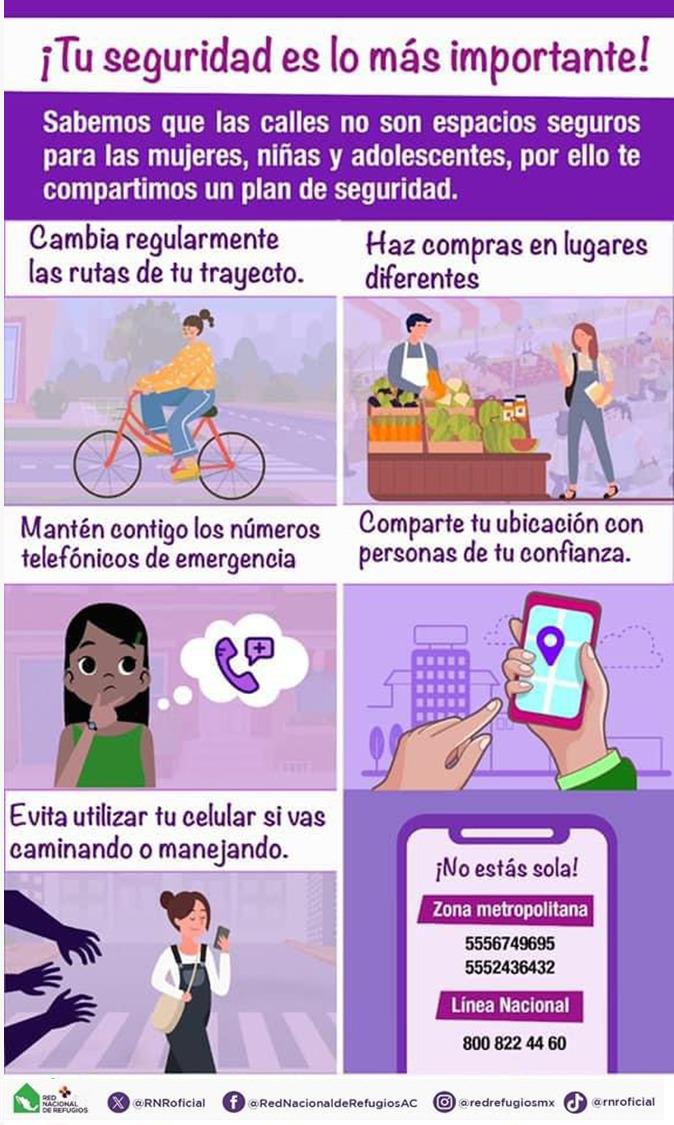 ¡Tu seguridad es lo más importante!
Sabemos que las calles no son espacios seguros
para las mujeres, niñas y adolescentes, por ello te
compartimos un plan de seguridad.
Cambia regularmente
las rutas de tu trayecto.
Haz compras en lugares
diferentes
Mantén contigo los números
telefónicos de emergencia
Comparte tu ubicación con
personas de tu confianza.
Evita utilizar tu celular si vas
caminando o manejando.
¡No estás sola!
Zona metropolitana
5556749695
5552436432
Línea Nacional
800 822 44 60
RED
NACIONAL
DE REFUGIOS
@RNRoficial
@RedNacionaldeRefugiosAC
@redrefugiosmx
@rnroficial